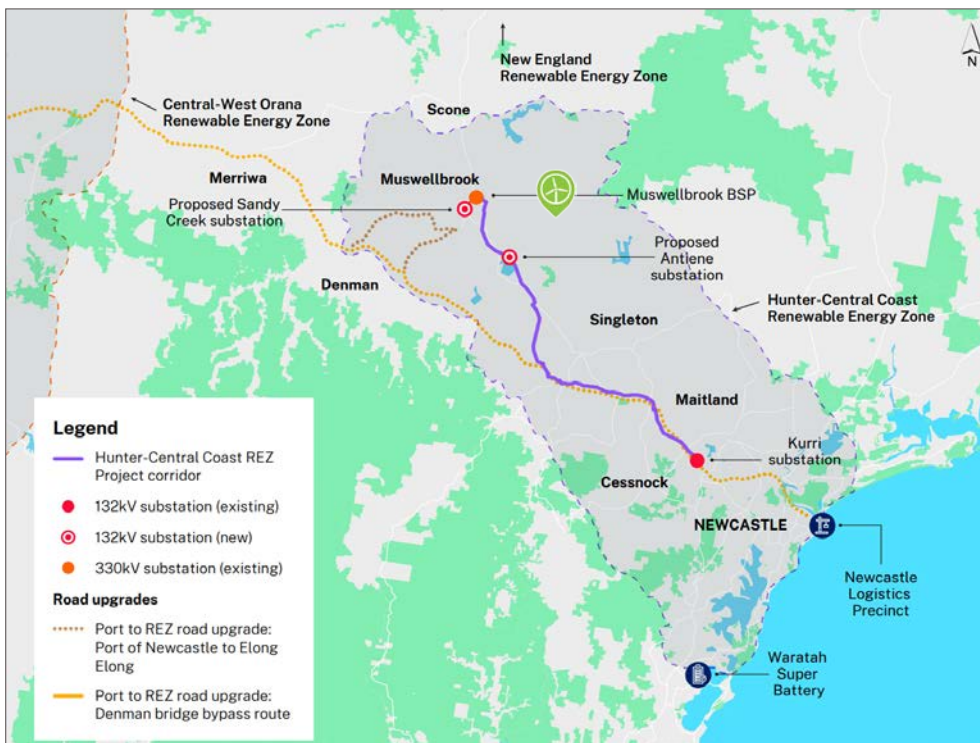 New England
Renewable Energy Zone
N
Central-West Orana
Renewable Energy Zone
Scone
Merriwa
Muswellbrook
Muswellbrook BSP
Proposed Sandy
Creek substation
Proposed
Antiene
substation
Denman
Hunter-Central Coast
Renewable Energy Zone
Singleton
Maitland
Kurri
substation
Cessnock
NEWCASTLE
Newcastle
Logistics
Precinct
Waratah
Super
Battery
Legend
Hunter-Central Coast REZ
Project corridor
132kV substation (existing)
132kV substation (new)
330kV substation (existing)
Road upgrades
Port to REZ road upgrade:
Port of Newcastle to Elong
Elong
Port to REZ road upgrade:
Denman bridge bypass route